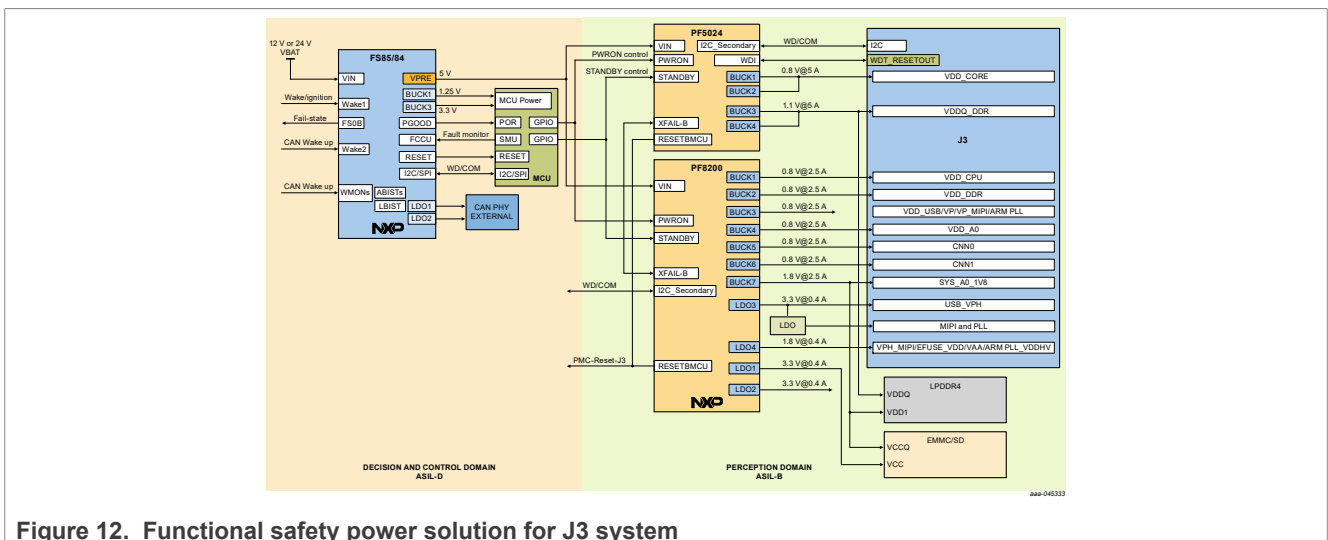 12 V or 24 V
VBAT
FS85/84
VIN
VPRE
5 V
BUCK1
1.25 V
BUCK3
3.3 V
Wake/ignition
Wake1
Fail-state
FS0B
PGOOD
FCCU
Fault monitor
CAN Wake up
Wake2
RESET
I2C/SPI
WD/COM
CAN Wake up
WMONs
ABISTs
LBIST
LDO1
LDO2
NXP
MCU Power
POR
GPIO
SMU
GPIO
RESET
I2C/SPI
MCU
CAN PHY
EXTERNAL
PWRON control
STANDBY control
PF5024
VIN
I2C_Secondary
PWRON
WDI
STANDBY
BUCK1
BUCK2
BUCK3
BUCK4
XFAIL-B
RESETBMCU
WD/COM
0.8 V@5 A
1.1 V@5 A
PF8200
VIN
PWRON
STANDBY
XFAIL-B
WD/COM
I2C_Secondary
PMC-Reset-J3
RESETBMCU
BUCK1
0.8 V@2.5 A
BUCK2
0.8 V@2.5 A
BUCK3
0.8 V@2.5 A
BUCK4
0.8 V@2.5 A
BUCK5
0.8 V@2.5 A
BUCK6
0.8 V@2.5 A
BUCK7
1.8 V@2.5 A
LDO3
3.3 V@0.4 A
LDO
LDO4
1.8 V@0.4 A
LDO1
3.3 V@0.4 A
LDO2
3.3 V@0.4 A
NXP
I2C
WDT_RESETOUT
VDD_CORE
VDDQ_DDR
J3
VDD_CPU
VDD_DDR
VDD_USB/VP/VP_MIPI/ARM PLL
VDD_A0
CNN0
CNN1
SYS_A0_1V8
USB_VPH
MIPI and PLL
VPH_MIPI/EFUSE_VDD/VAA/ARM PLL_VDDHV
LPDDR4
VDDQ
VDD1
EMMC/SD
VCCQ
VCC
DECISION AND CONTROL DOMAIN
ASIL-D
PERCEPTION DOMAIN
ASIL-B
aaa-045333
Figure 12. Functional safety power solution for J3 system